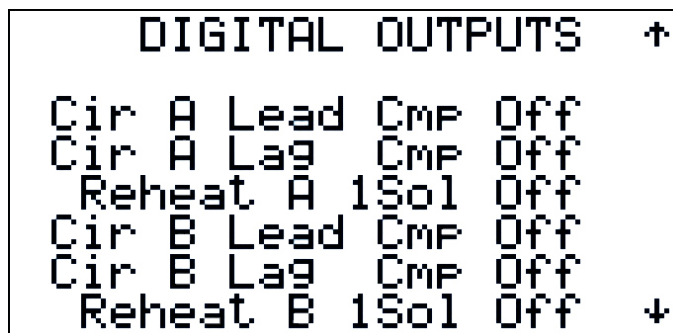 DIGITAL OUTPUTS ↑
Cir A Lead Cmp Off
Cir A Lag Cmp Off
Reheat A 1Sol Off
Cir B Lead Cmp Off
Cir B Lag Cmp Off
Reheat B 1Sol Off ↓